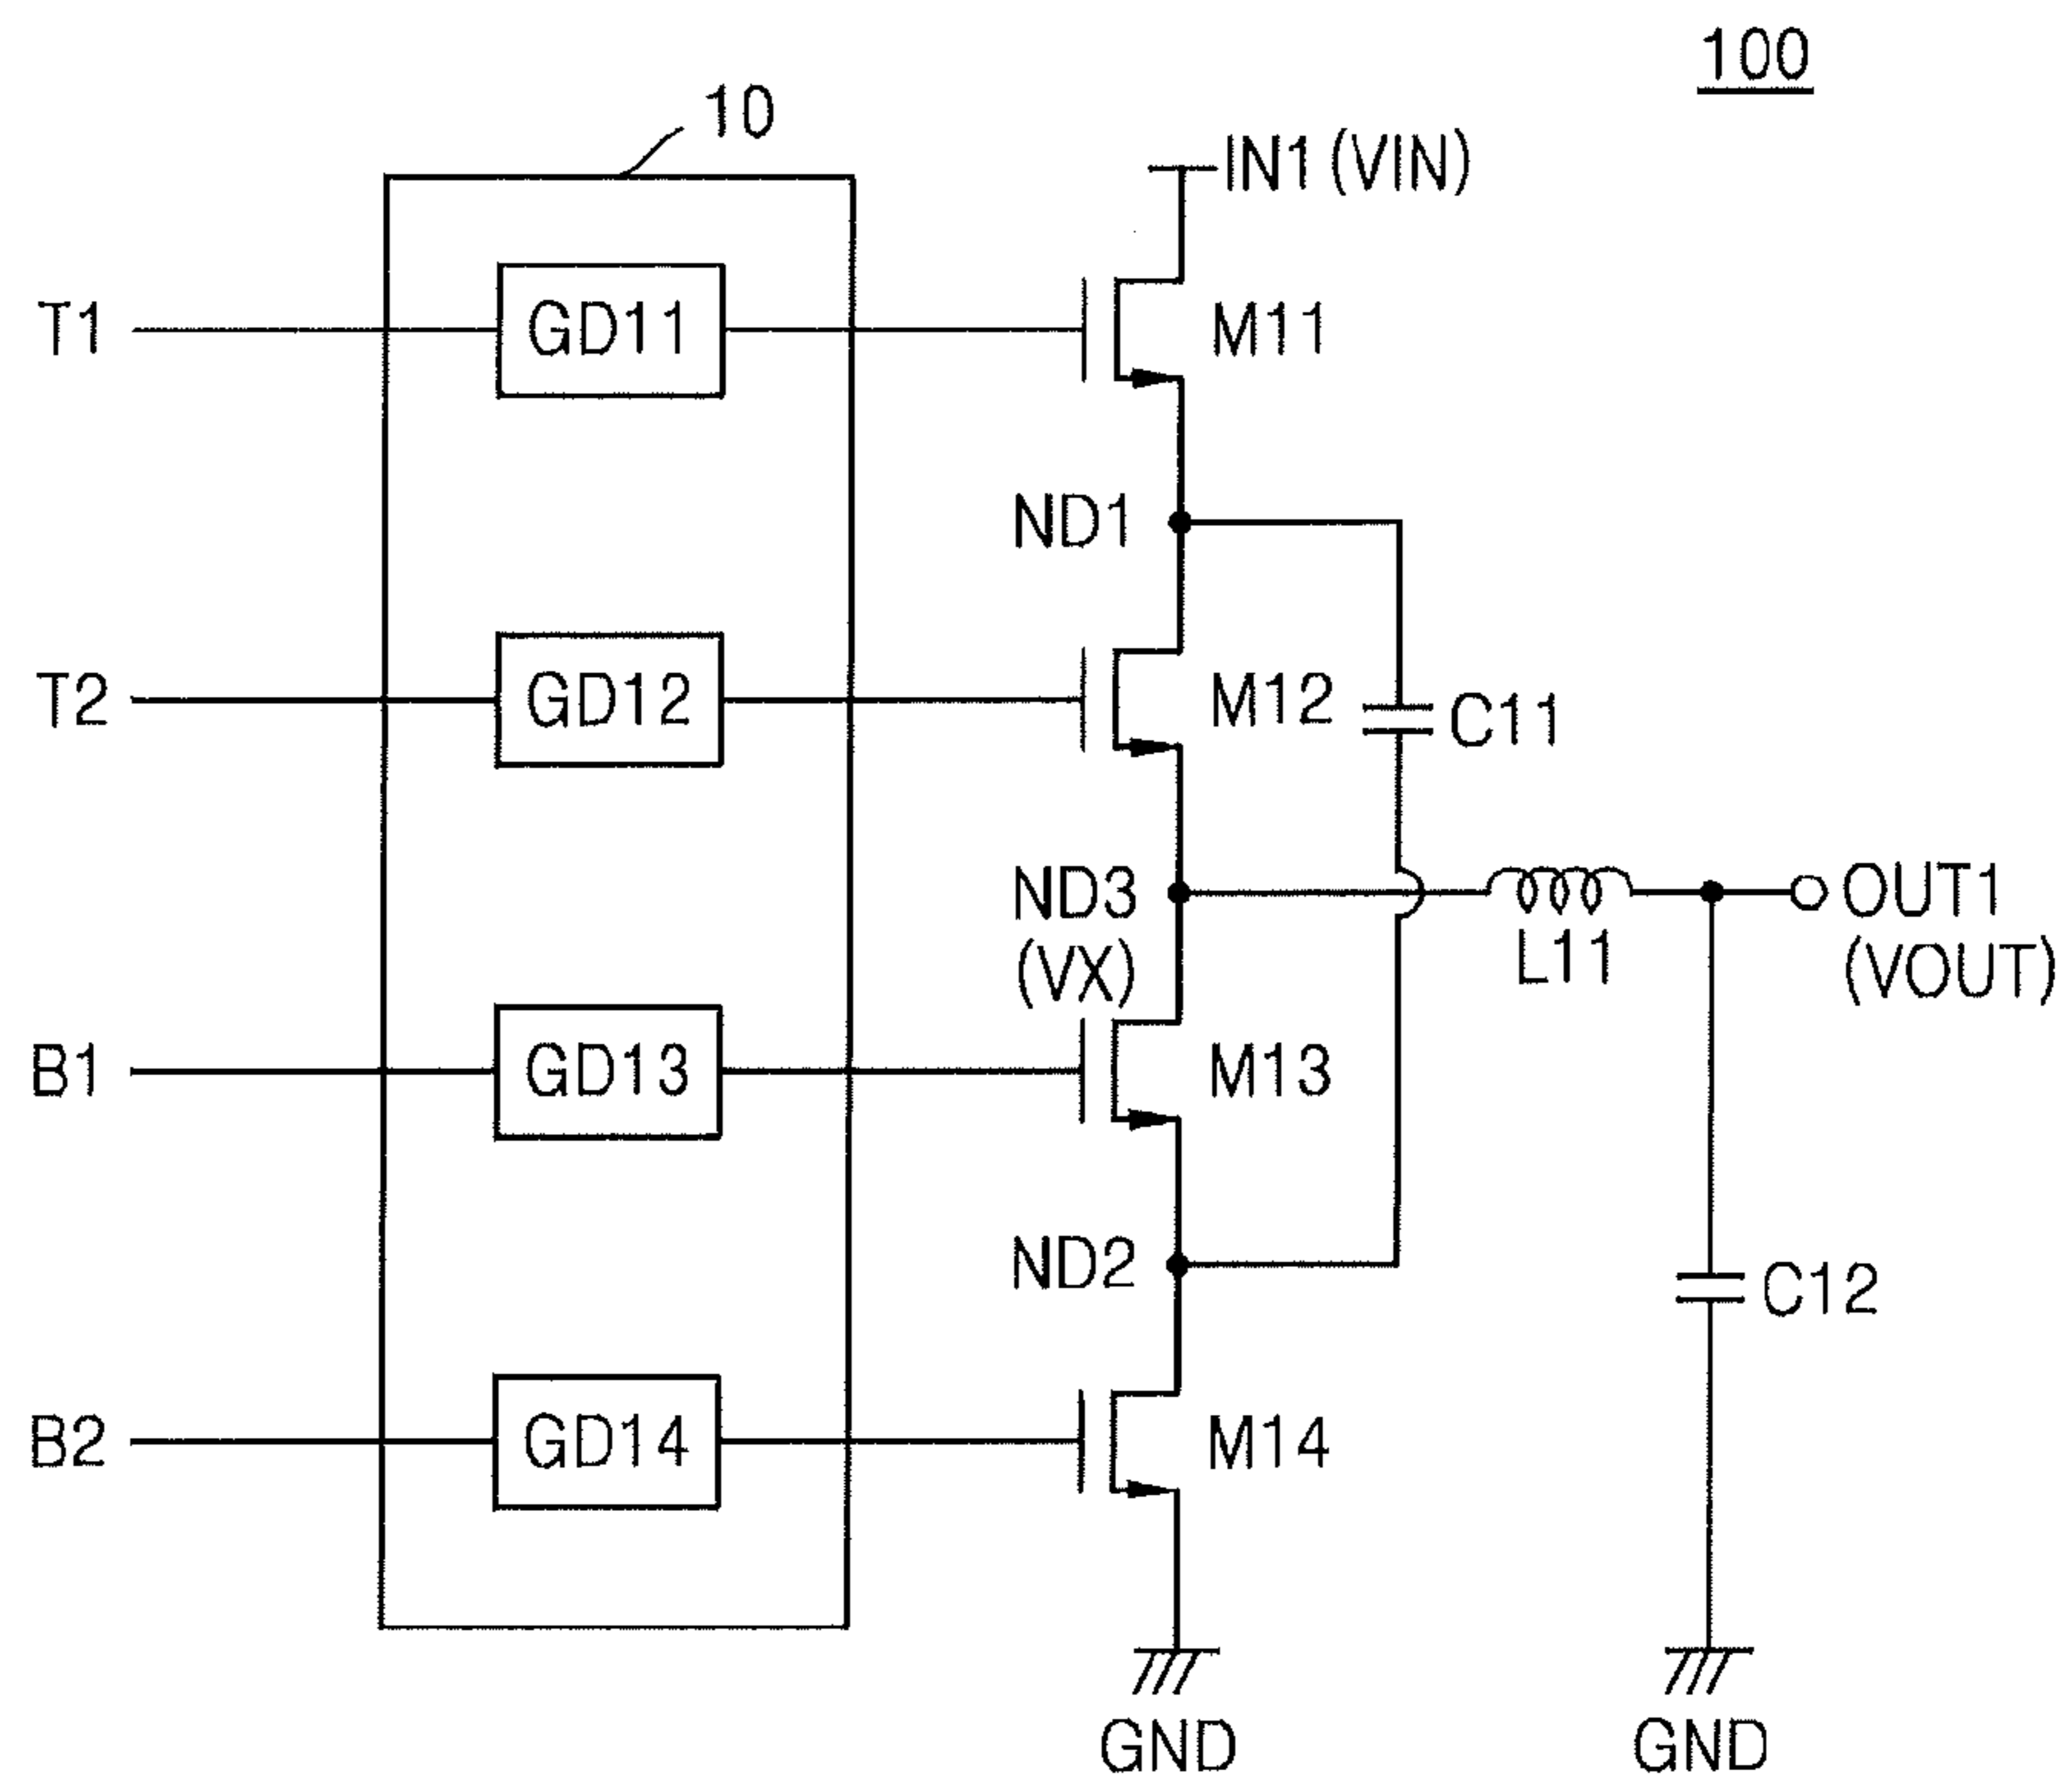 100
10
IN1 (VIN)
T1
GD11
M11
ND1
T2
GD12
M12
C11
ND3
(VX)
L11
OUT1
(VOUT)
B1
GD13
M13
ND2
C12
B2
GD14
M14
GND
GND